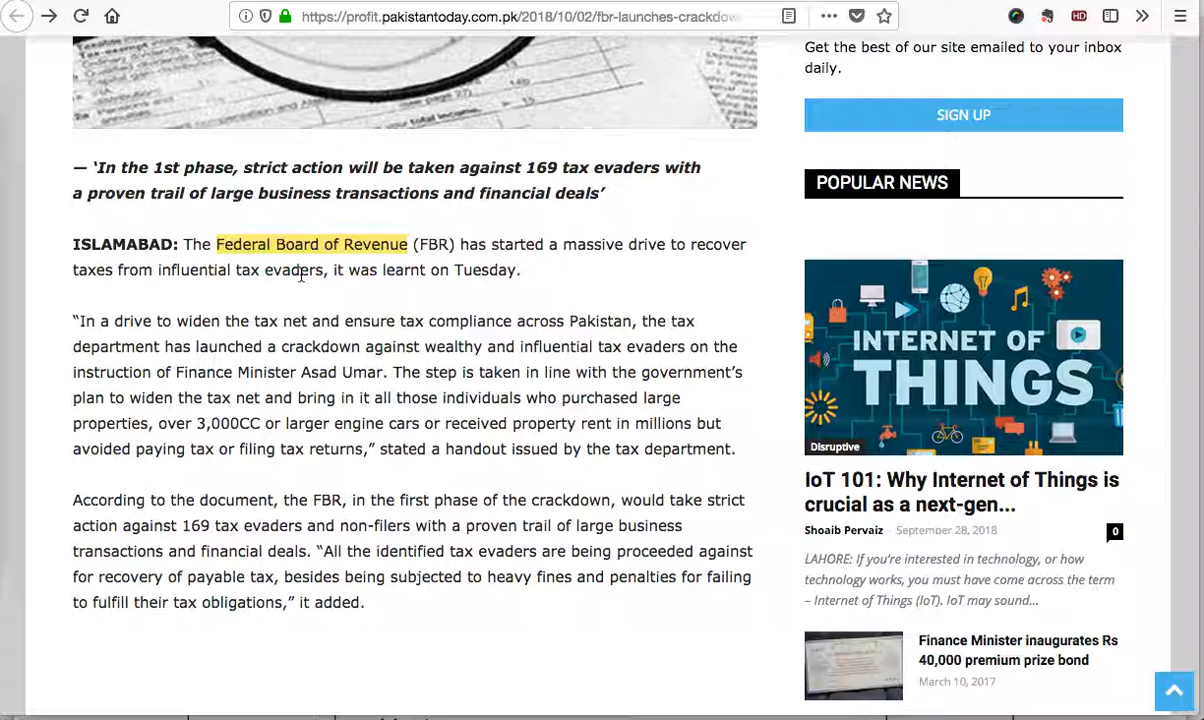 https://profit.pakistantoday.com.pk/2018/10/02/fbr-launches-crackdow
HD
Get the best of our site emailed to your inbox
daily.
SIGN UP
— ‘In the 1st phase, strict action will be taken against 169 tax evaders with
a proven trail of large business transactions and financial deals’
POPULAR NEWS
ISLAMABAD: The Federal Board of Revenue (FBR) has started a massive drive to recover
taxes from influential tax evaders, it was learnt on Tuesday.
“In a drive to widen the tax net and ensure tax compliance across Pakistan, the tax
department has launched a crackdown against wealthy and influential tax evaders on the
instruction of Finance Minister Asad Umar. The step is taken in line with the government’s
plan to widen the tax net and bring in it all those individuals who purchased large
properties, over 3,000CC or larger engine cars or received property rent in millions but
avoided paying tax or filing tax returns,” stated a handout issued by the tax department.
According to the document, the FBR, in the first phase of the crackdown, would take strict
action against 169 tax evaders and non-filers with a proven trail of large business
transactions and financial deals. “All the identified tax evaders are being proceeded against
for recovery of payable tax, besides being subjected to heavy fines and penalties for failing
to fulfill their tax obligations,” it added.
INTERNET OF
THINGS
Disruptive
IoT 101: Why Internet of Things is
crucial as a next-gen...
Shoaib Pervaiz - September 28, 2018
0
LAHORE: If you’re interested in technology, or how
technology works, you must have come across the term
– Internet of Things (IoT). IoT may sound...
Finance Minister inaugurates Rs
40,000 premium prize bond
March 10, 2017